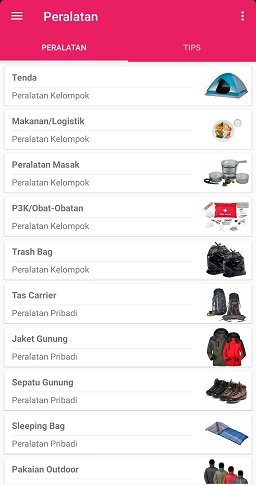 Peralatan
PERALATAN
TIPS
Tenda
Peralatan Kelompok
Makanan/Logistik
Peralatan Kelompok
Peralatan Masak
Peralatan Kelompok
P3K/Obat-Obatan
Peralatan Kelompok
Trash Bag
Peralatan Kelompok
Tas Carrier
Peralatan Pribadi
Jaket Gunung
Peralatan Pribadi
Sepatu Gunung
Peralatan Pribadi
Sleeping Bag
Peralatan Pribadi
Pakaian Outdoor